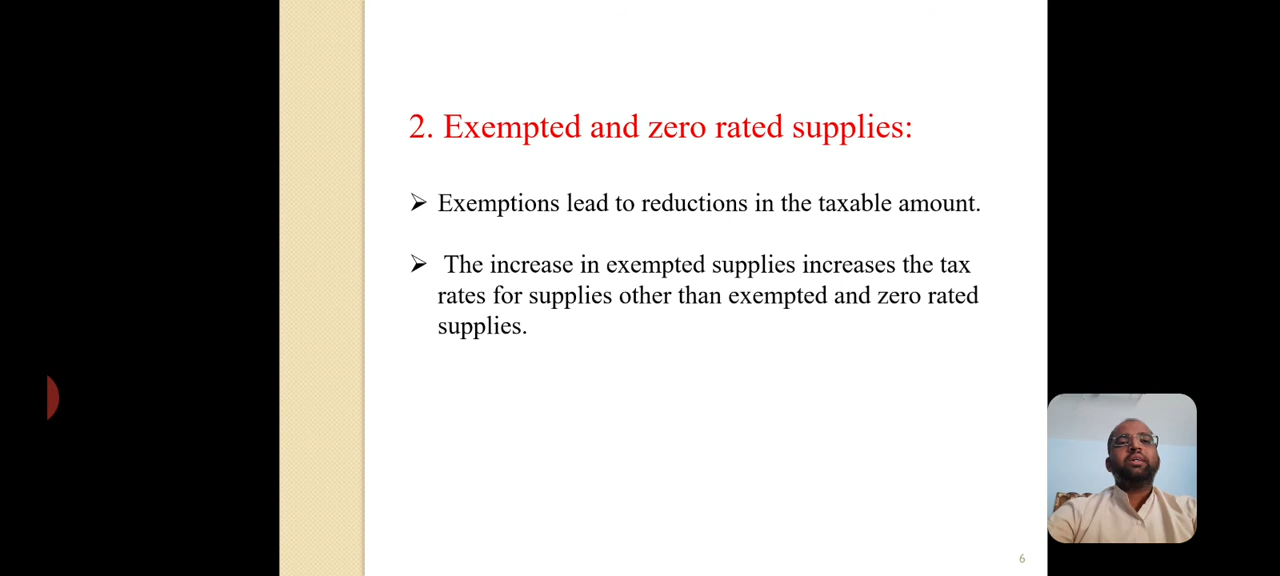 2. Exempted and zero rated supplies:
➢ Exemptions lead to reductions in the taxable amount.
➢ The increase in exempted supplies increases the tax
rates for supplies other than exempted and zero rated
supplies.
6